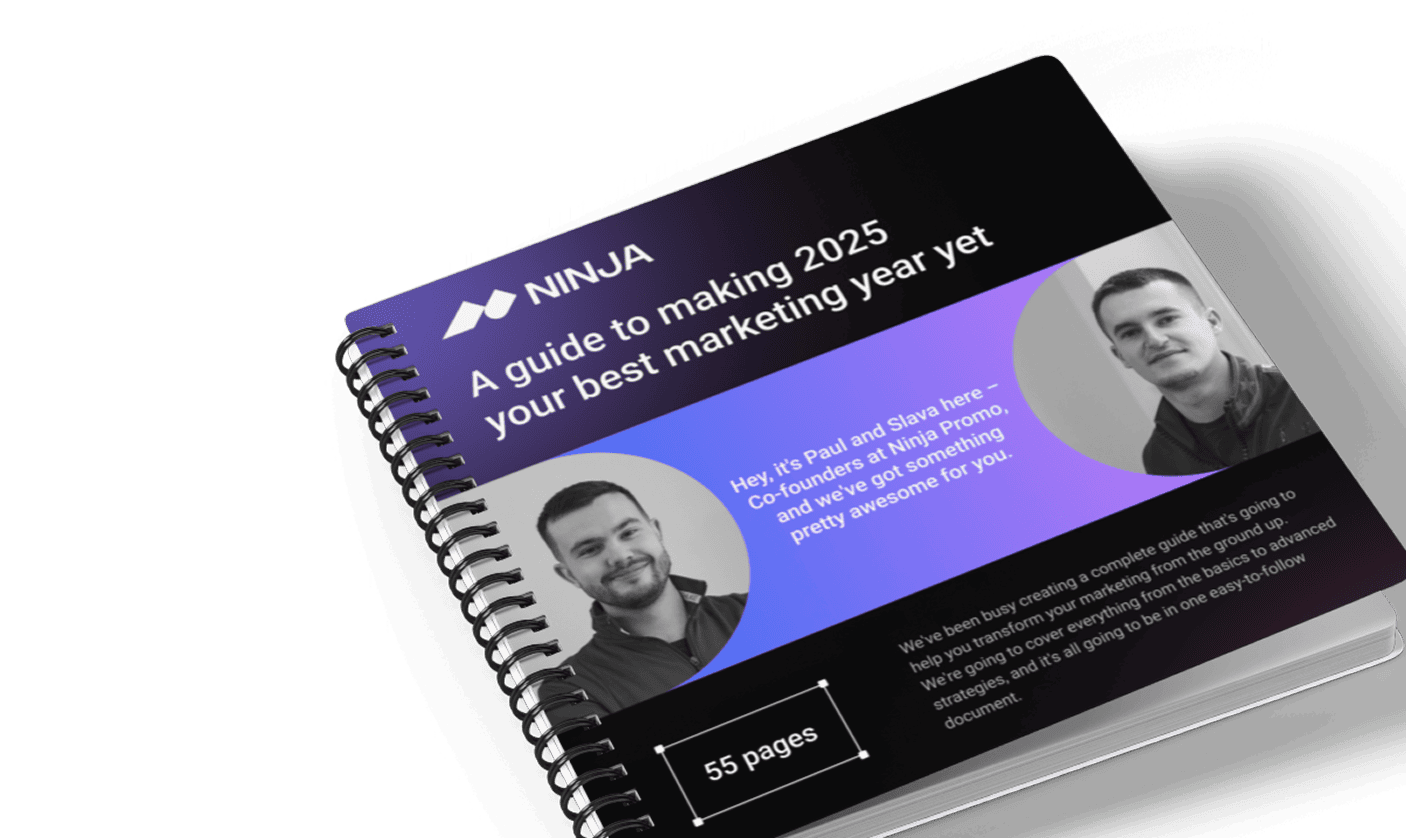 NINJA
A guide to making 2025
your best marketing year yet
Hey, it's Paul and Slava here –
Co-founders at Ninja Promo,
and we've got something
pretty awesome for you.
We've been busy creating a complete guide that's going to
help you transform your marketing from the ground up.
We're going to cover everything from the basics to advanced
strategies, and it's all going to be in one easy-to-follow
document.
55 pages